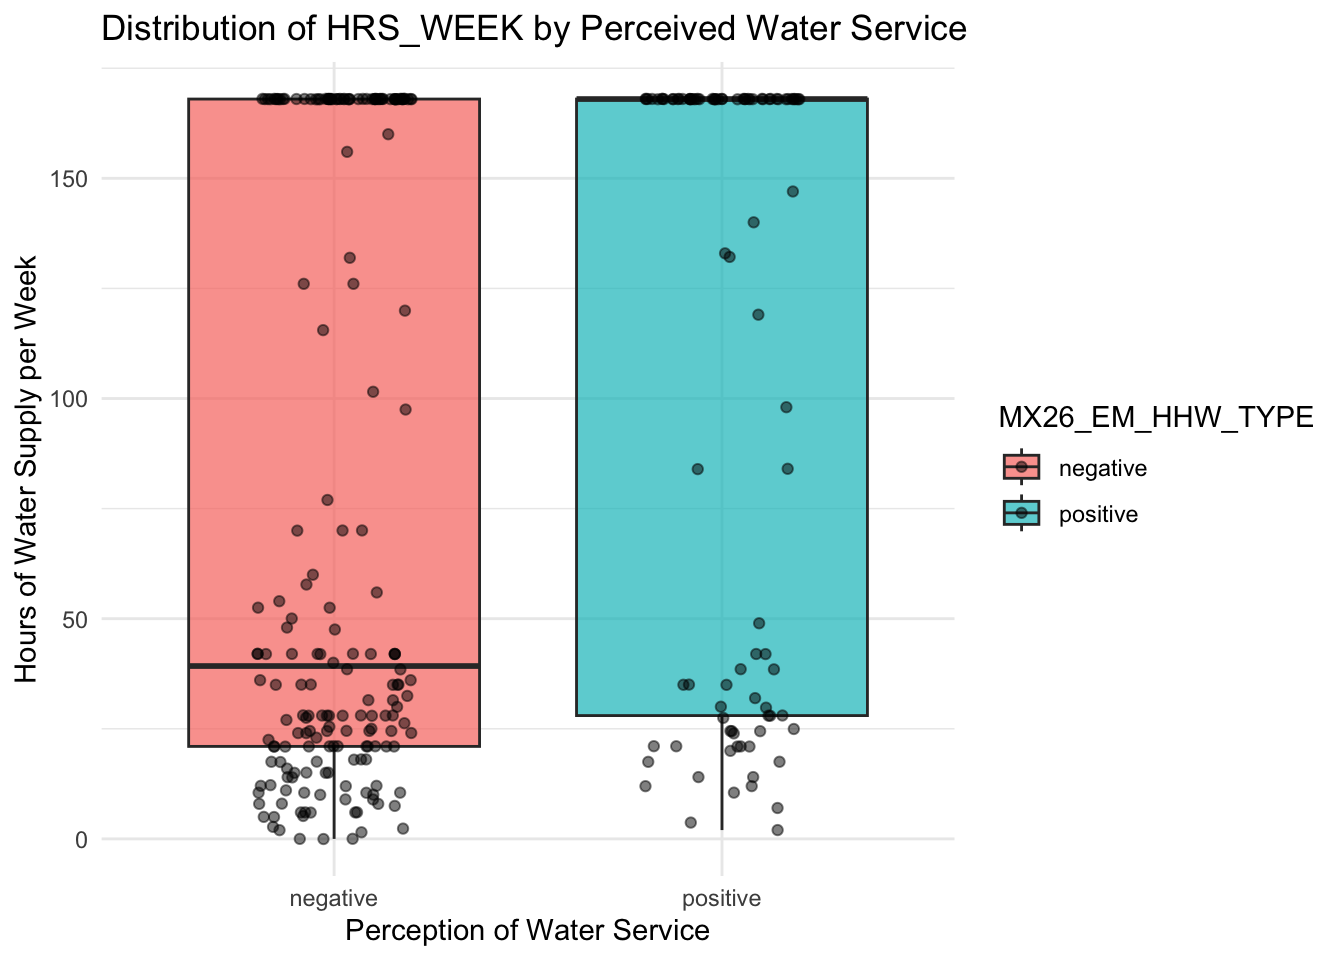 Distribution of HRS_WEEK by Perceived Water Service
Hours of Water Supply per Week
150
100
50
0
negative
positive
Perception of Water Service
MX26_EM_HHW_TYPE
negative
positive